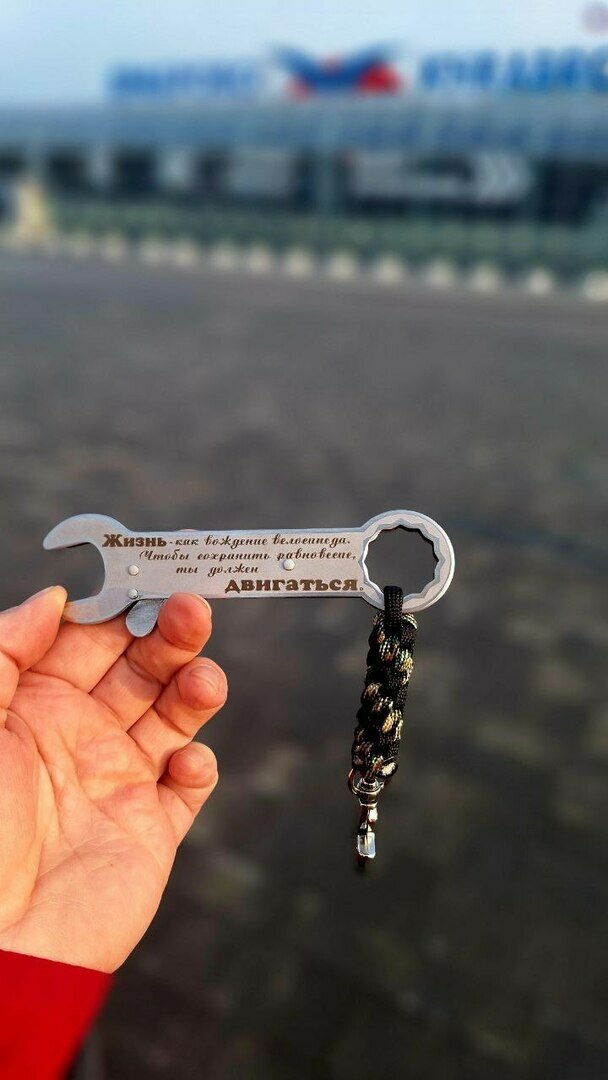 Жизнь - как вождение велосипеда.
Чтобы сохранить равновесие,
ты должен
двигаться.